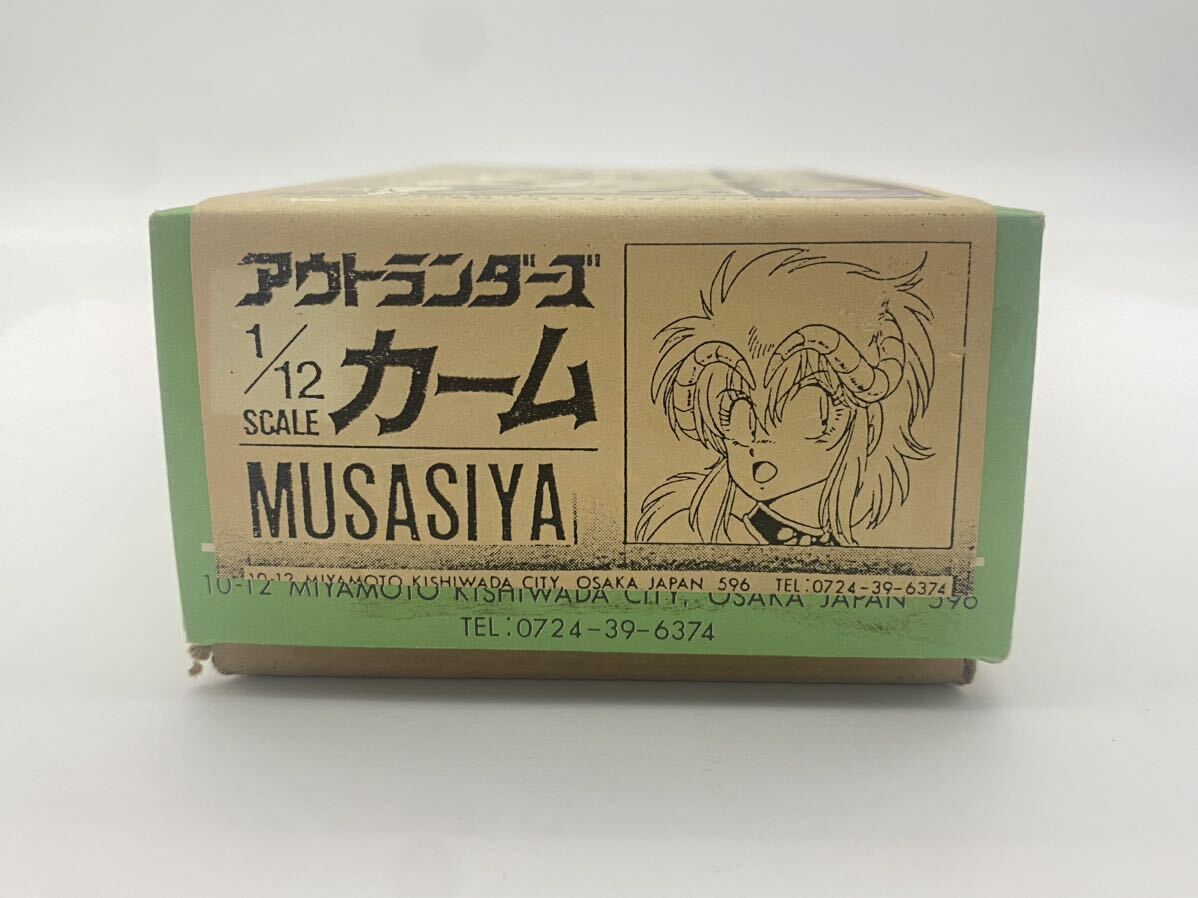 アウトランダーズ
1/12 SCALE カーム
MUSASIYA
10-12 MIYAMOTO KISHIWADA CITY, OSAKA JAPAN 596 TEL:0724-39-6374
10-12 MIYAMOTO KISHIWADA CITY, OSAKA JAPAN 596
TEL:0724-39-6374